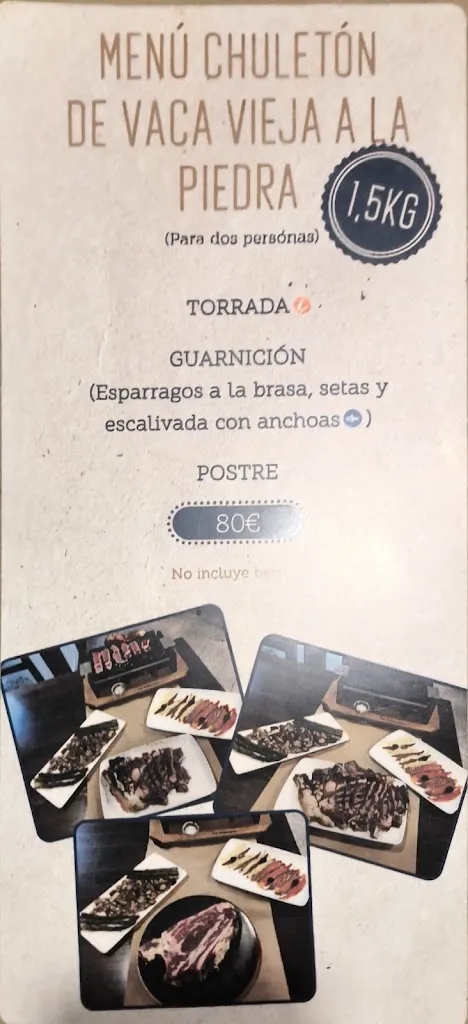 MENÚ CHULETÓN
DE VACA VIEJA A LA
PIEDRA
1,5KG
(Para dos persónas)
TORRADA
GUARNICIÓN
(Esparragos a la brasa, setas y
escalivada con anchoas)
POSTRE
80€
No incluye